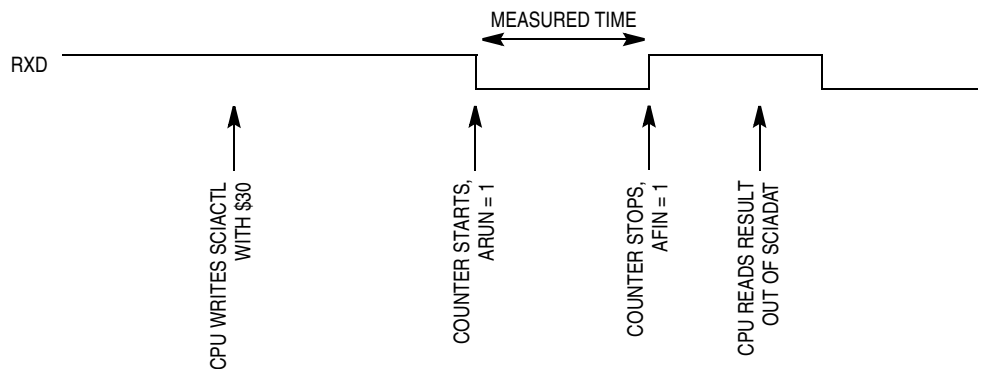 MEASURED TIME
RXD
CPU WRITES SCIACTL
WITH $30
COUNTER STARTS,
ARUN = 1
COUNTER STOPS,
AFIN = 1
CPU READS RESULT
OUT OF SCIADAT